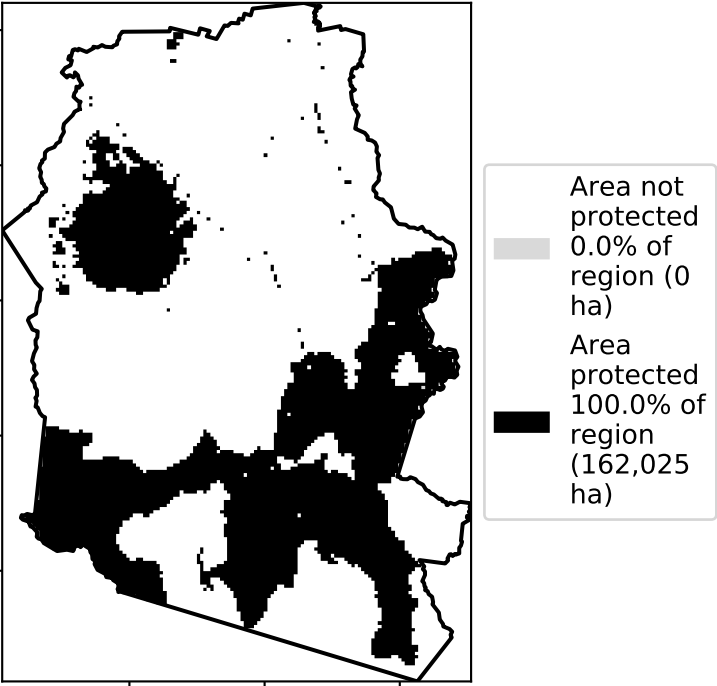 Area not
protected
0.0% of
region (0
ha)
Area
protected
100.0% of
region
(162,025
ha)